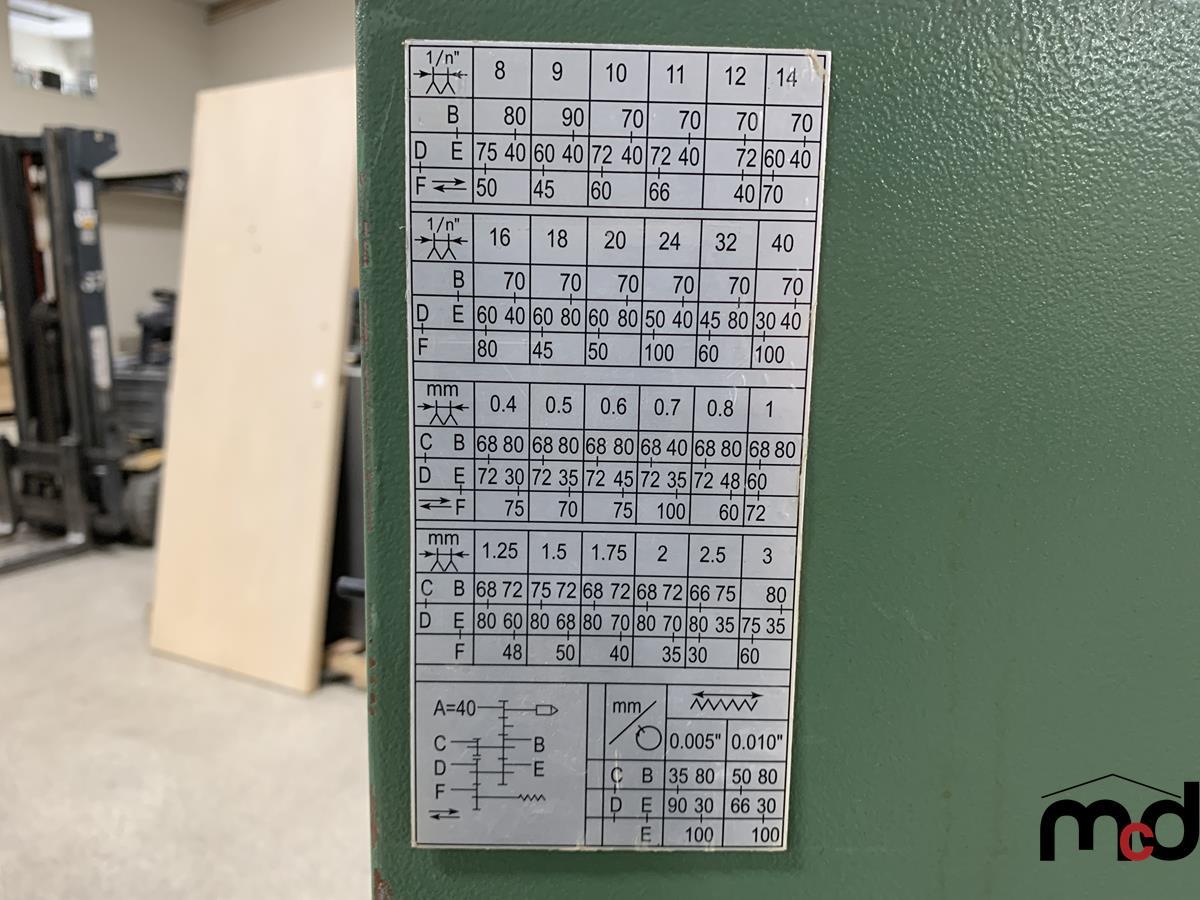 1/n" 8 9 10 11 12 14
B 80 90 70 70 70 70
D E 75 40 60 40 72 40 72 40 72 60 40
F 50 45 60 66 40 70
1/n" 16 18 20 24 32 40
B 70 70 70 70 70 70
D E 60 40 60 80 60 80 50 40 45 80 30 40
F 80 45 50 100 60 100
mm 0.4 0.5 0.6 0.7 0.8 1
C B 68 80 68 80 68 80 68 40 68 80 68 80
D E 72 30 72 35 72 45 72 35 72 48 60
F 75 70 75 100 60 72
mm 1.25 1.5 1.75 2 2.5 3
C B 68 72 75 72 68 72 68 72 66 75 80
D E 80 60 80 68 80 70 80 70 80 35 75 35
F 48 50 40 35 30 60
A=40
C B
D E
F
mm
0.005" 0.010"
C B 35 80 50 80
D E 90 30 66 30
E 100 100
mcd